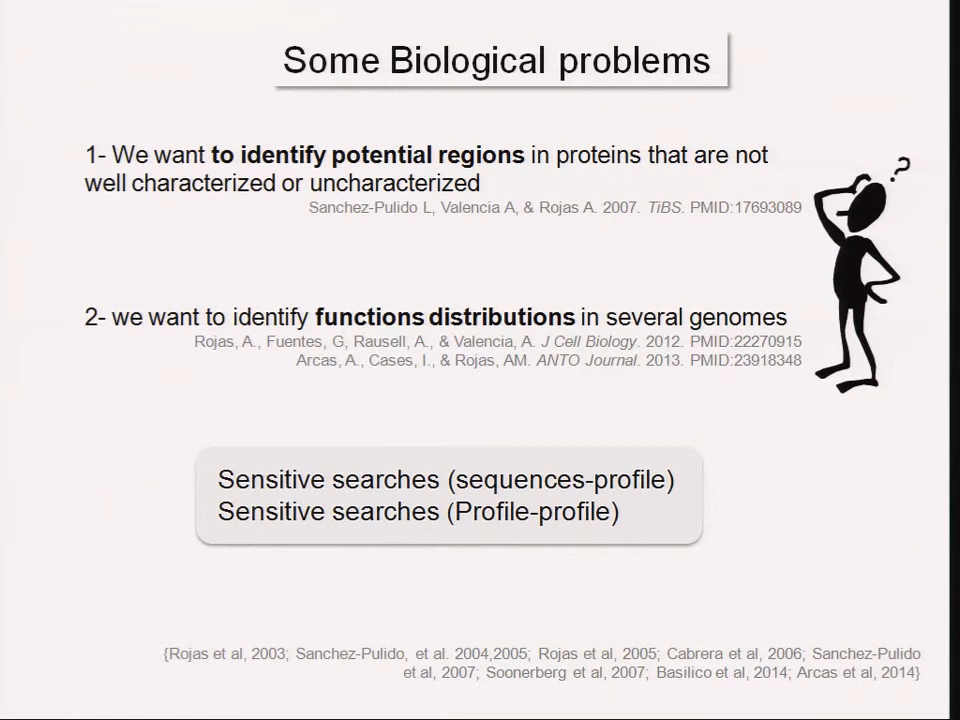 Some Biological problems
1- We want to identify potential regions in proteins that are not
well characterized or uncharacterized
Sanchez-Pulido L, Valencia A, & Rojas A. 2007. TiBS. PMID:17693089
?
2- we want to identify functions distributions in several genomes
Rojas, A., Fuentes, G, Rausell, A., & Valencia, A. J Cell Biology. 2012. PMID:22270915
Arcas, A., Cases, I., & Rojas, AM. ANTO Journal. 2013. PMID:23918348
Sensitive searches (sequences-profile)
Sensitive searches (Profile-profile)
{Rojas et al, 2003; Sanchez-Pulido, et al. 2004,2005; Rojas et al, 2005; Cabrera et al, 2006; Sanchez-Pulido
et al, 2007; Soonerberg et al, 2007; Basilico et al, 2014; Arcas et al, 2014}